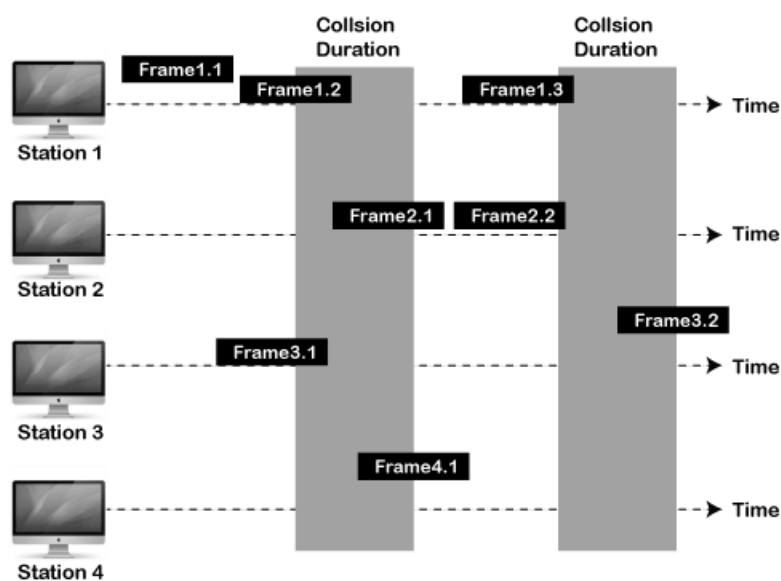 Collsion
Duration
Collsion
Duration
Frame1.1
Frame1.2
Frame1.3
Time
Station 1
Frame2.1
Frame2.2
Time
Station 2
Frame3.2
Frame3.1
Time
Station 3
Frame4.1
Time
Station 4